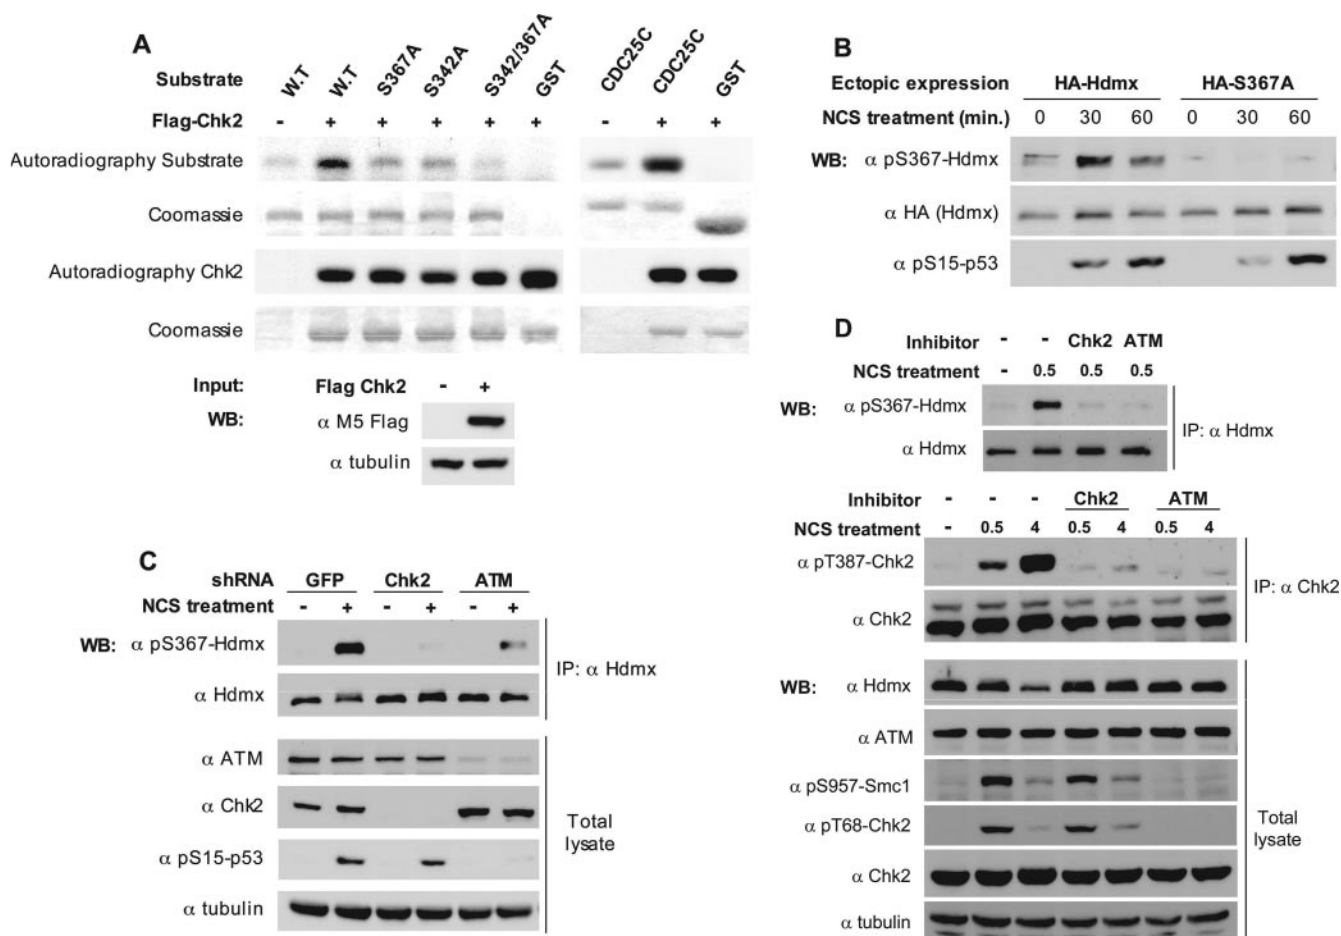 A
Substrate W.T W.T S367A S342A S342/367A GST CDC25C CDC25C GST
Flag-Chk2 - + + + + + - + +
Autoradiography Substrate
Coomassie
Autoradiography Chk2
Coomassie
Input: Flag Chk2 - +
WB: α M5 Flag
α tubulin
B
Ectopic expression HA-Hdmx HA-S367A
NCS treatment (min.) 0 30 60 0 30 60
WB: α pS367-Hdmx
α HA (Hdmx)
α pS15-p53
C
shRNA GFP Chk2 ATM
NCS treatment - + - + - +
WB: α pS367-Hdmx
α Hdmx
IP: α Hdmx
α ATM
α Chk2
α pS15-p53
α tubulin
Total
lysate
D
Inhibitor - - Chk2 ATM
NCS treatment - 0.5 0.5 0.5
WB: α pS367-Hdmx
α Hdmx
IP: α Hdmx
Inhibitor - - - Chk2 ATM
NCS treatment - 0.5 4 0.5 4 0.5 4
α pT387-Chk2
α Chk2
IP: α Chk2
WB: α Hdmx
α ATM
α pS957-Smc1
α pT68-Chk2
α Chk2
α tubulin
Total
lysate